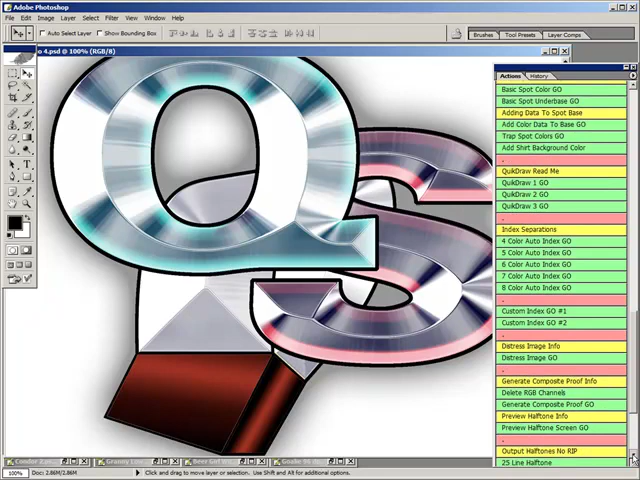 Adobe Photoshop
File Edit Image Layer Select Filter View Window Help
Auto Select Layer Show Bounding Box Brushes Tool Presets Layer Comps
4.psd @ 100% (RGB/8)
Q
S
Actions History
Basic Spot Color GO
Basic Spot Underbase GO
Adding Data To Spot Base
Add Color Data To Base GO
Trap Spot Colors GO
Add Shirt Background Color
.
QuikDraw Read Me
QuikDraw 1 GO
QuikDraw 2 GO
QuikDraw 3 GO
.
Index Separations
4 Color Auto Index GO
5 Color Auto Index GO
6 Color Auto Index GO
7 Color Auto Index GO
8 Color Auto Index GO
.
Custom Index GO #1
Custom Index GO #2
.
Distress Image Info
Distress Image GO
.
Generate Composite Proof Info
Delete RGB Channels
Generate Composite Proof GO
Preview Halftone Info
Preview Halftone Screen GO
.
Output Halftones No RIP
25 Line Halftone
100% Doc: 2.86M/2.86M Click and drag to move layer or selection. Use Shift and Alt for additional options.